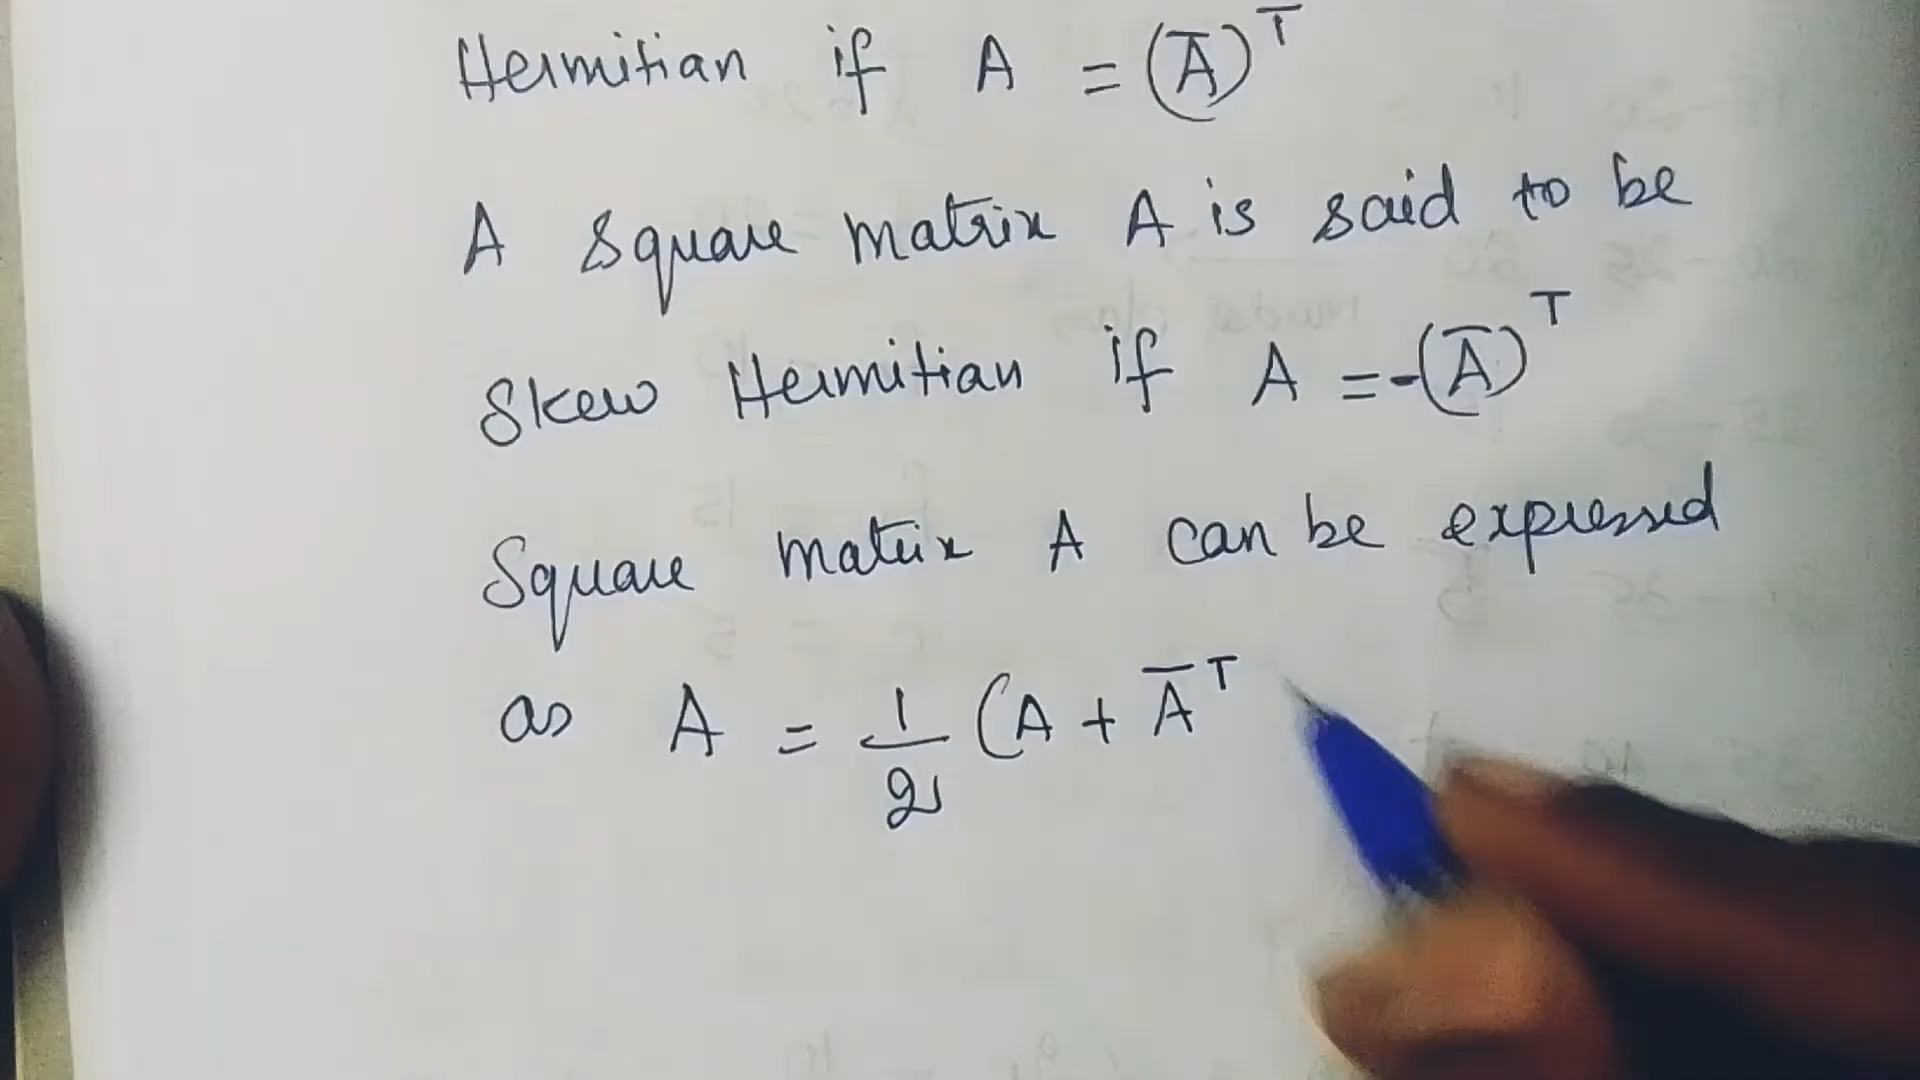 Hermitian if A = (A̅)ᵀ
A square matrix A is said to be
Skew Hermitian if A = -(A̅)ᵀ
Square matrix A can be expressed
as A = 1/2 (A + A̅ᵀ